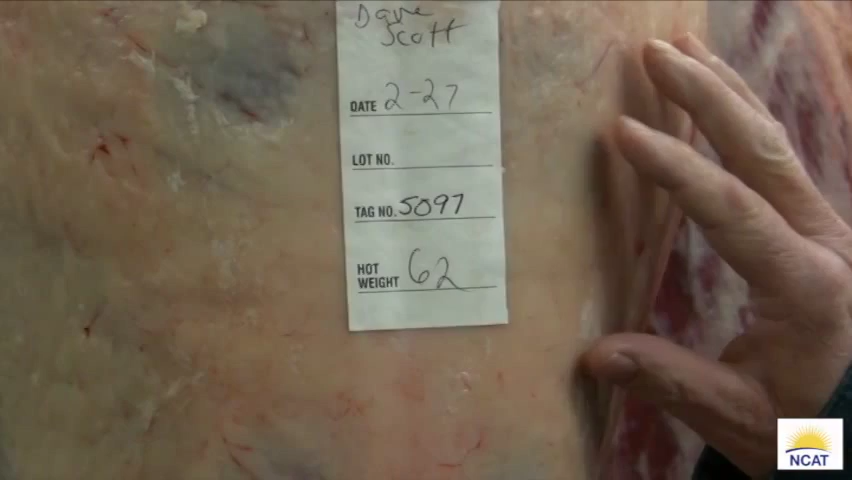 Dave
Scott
DATE 2-27
LOT NO.
TAG NO. 5097
HOT
WEIGHT 62
NCAT